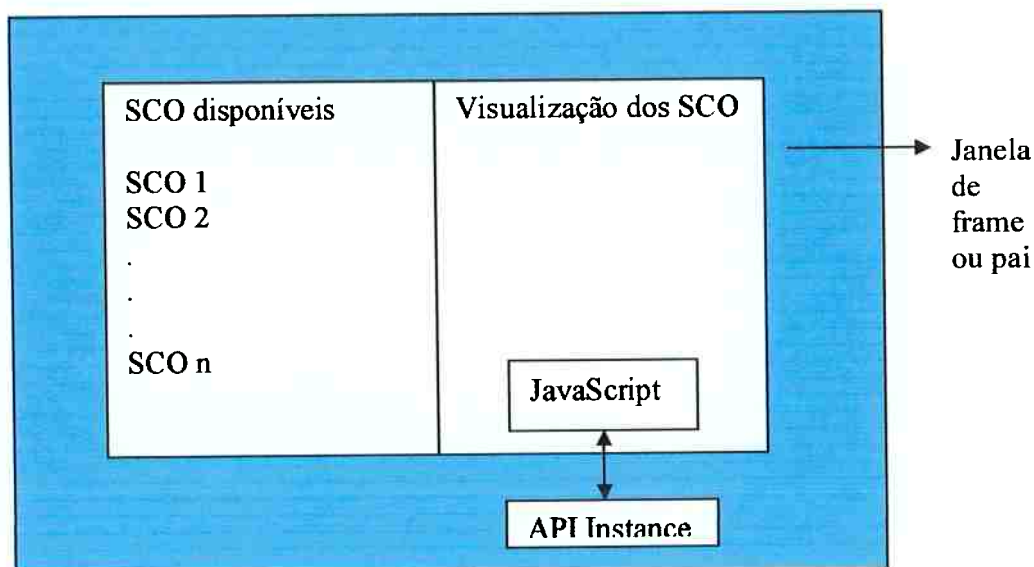 SCO disponíveis
SCO 1
SCO 2
.
.
.
SCO n
Visualização dos SCO
JavaScript
API Instance
Janela
de
frame
ou pai